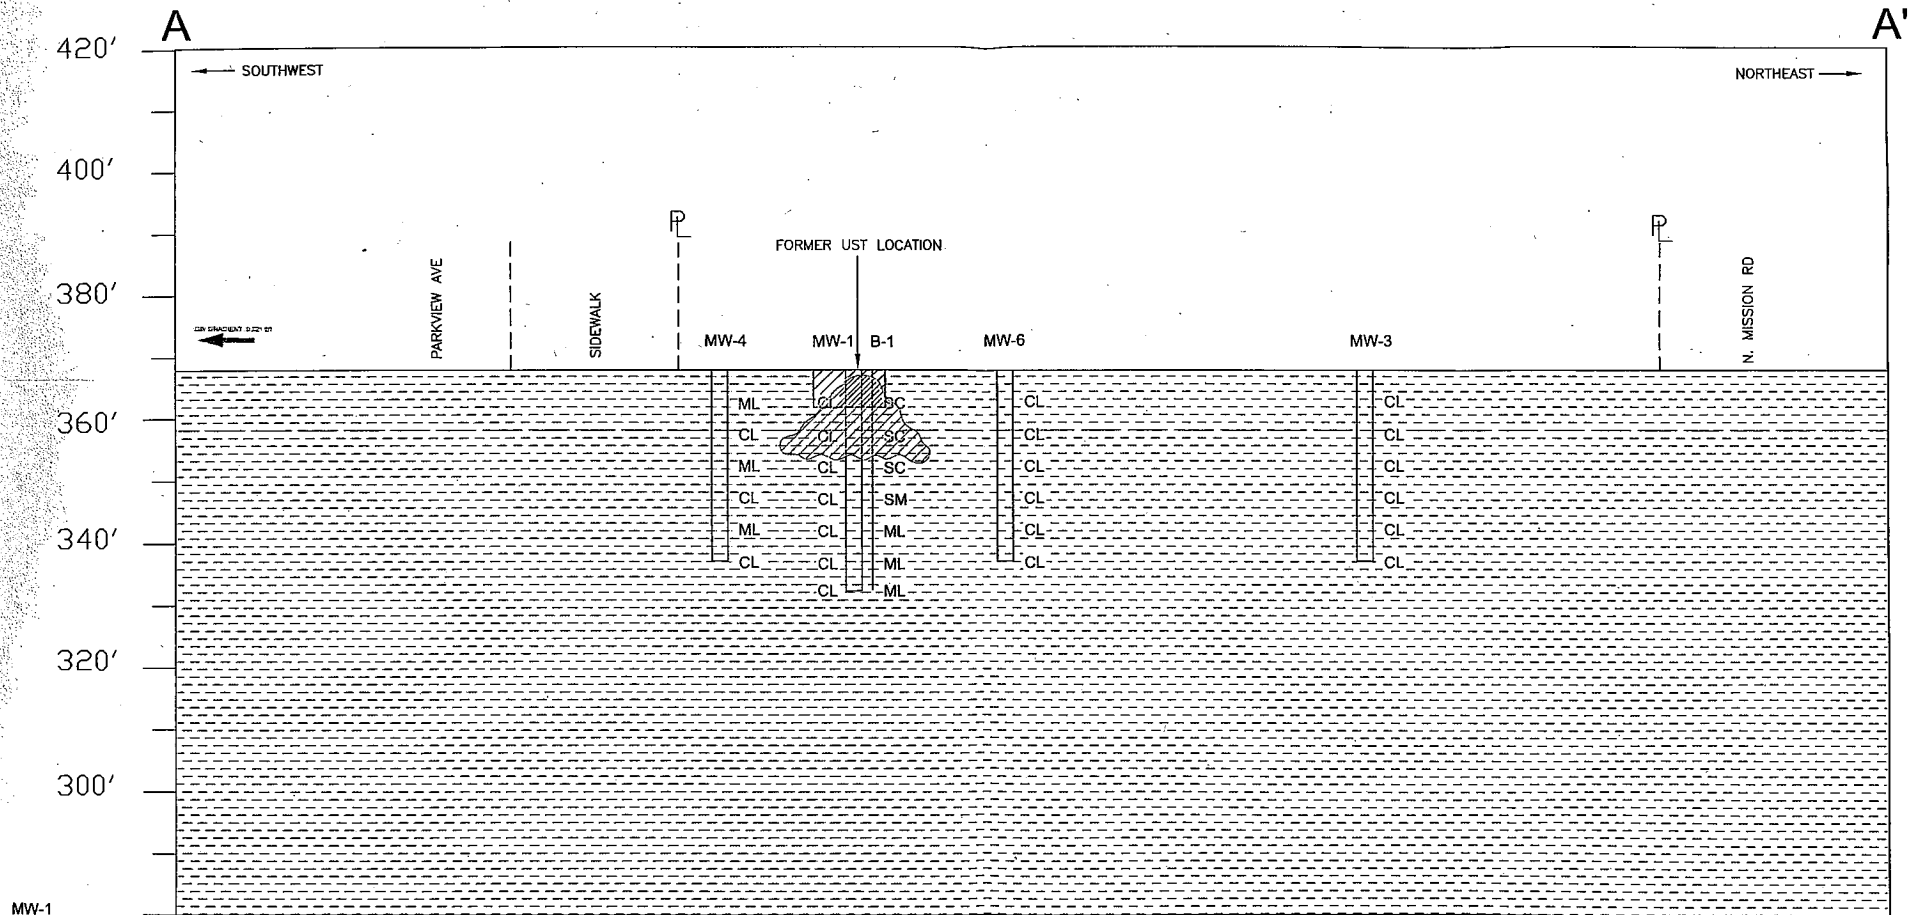 A A'
420'
SOUTHWEST NORTHEAST
400'
PL PL
FORMER UST LOCATION
380'
PARKVIEW AVE
SIDEWALK
N. MISSION RD
MW-4 MW-1 B-1 MW-6 MW-3
ML CL SC CL CL
360'
CL CL SC CL CL
ML CL SC CL CL
CL CL SM CL CL
ML CL ML CL CL
340'
CL CL ML CL CL
CL ML
320'
300'
MW-1